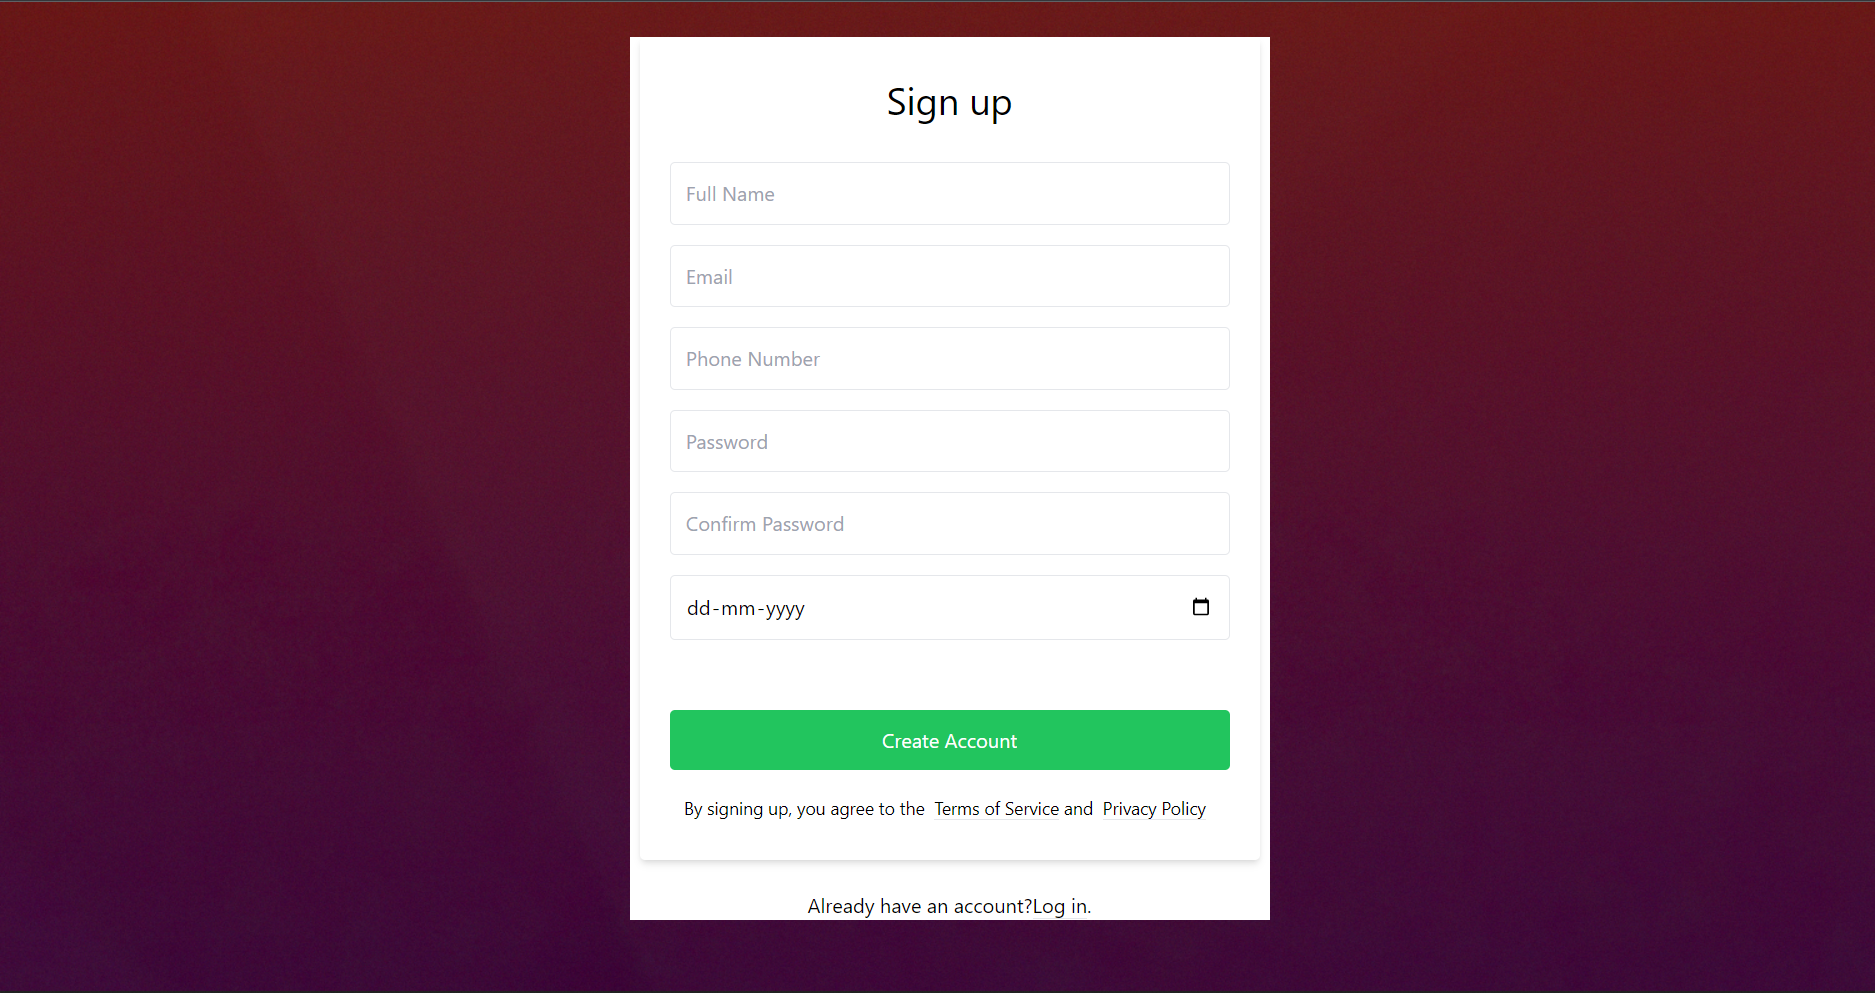 Sign up
Full Name
Email
Phone Number
Password
Confirm Password
dd-mm-yyyy
Create Account
By signing up, you agree to the Terms of Service and Privacy Policy
Already have an account?Log in.